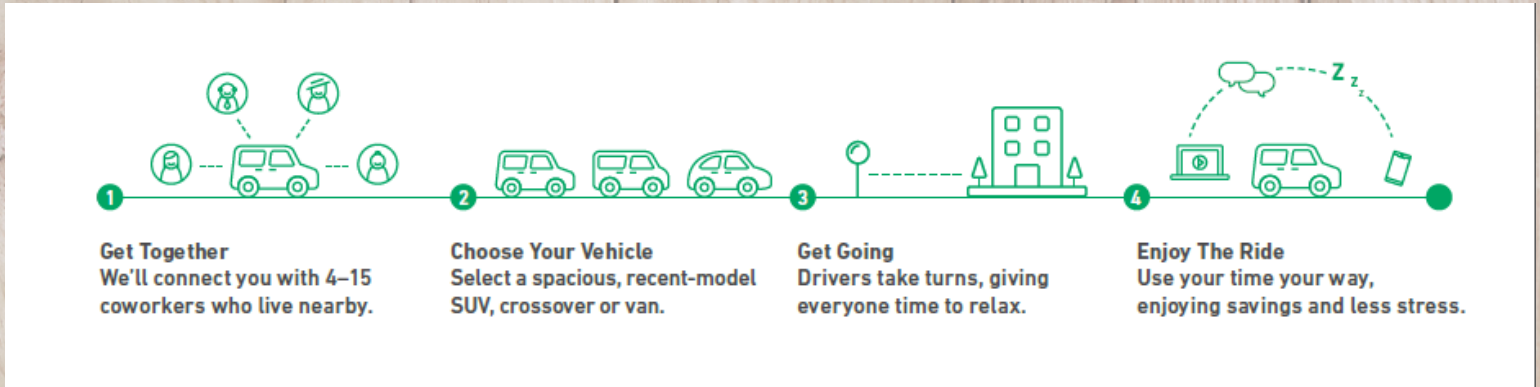 Z z z
1
2
3
4
Get Together
We'll connect you with 4–15
coworkers who live nearby.
Choose Your Vehicle
Select a spacious, recent-model
SUV, crossover or van.
Get Going
Drivers take turns, giving
everyone time to relax.
Enjoy The Ride
Use your time your way,
enjoying savings and less stress.